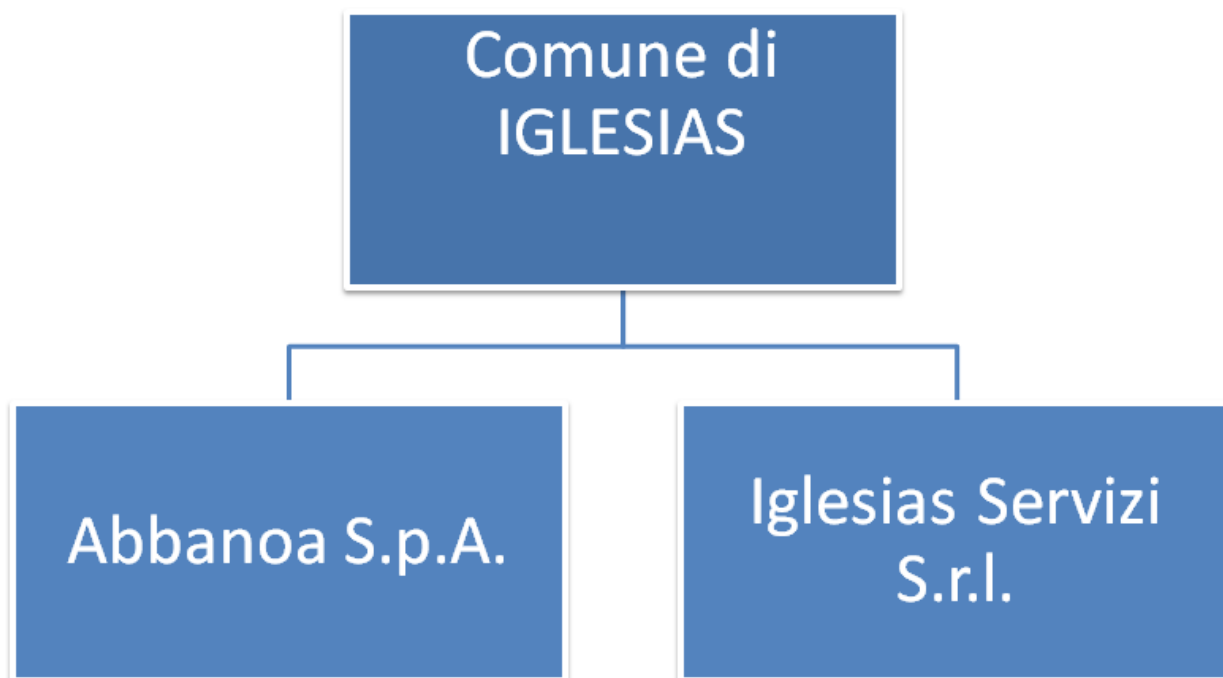 Comune di
IGLESIAS
Abbanoa S.p.A.
Iglesias Servizi
S.r.l.